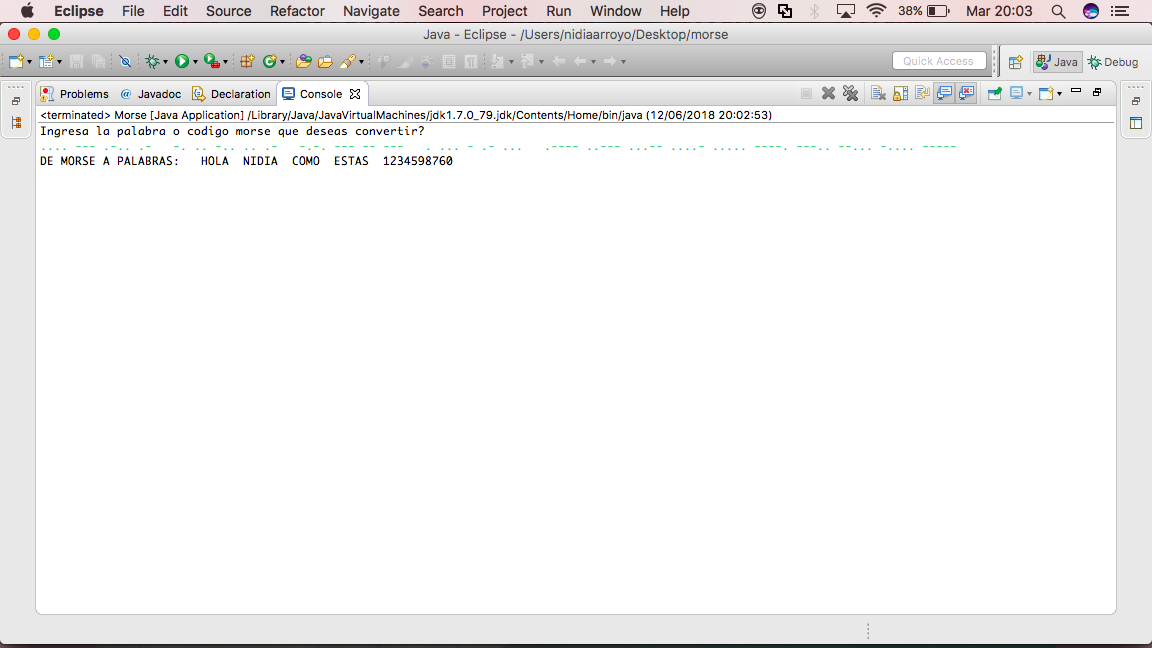 Eclipse File Edit Source Refactor Navigate Search Project Run Window Help 38% Mar 20:03
Java - Eclipse - /Users/nidiaarroyo/Desktop/morse
Quick Access Java Debug
Problems @ Javadoc Declaration Console
<terminated> Morse [Java Application] /Library/Java/JavaVirtualMachines/jdk1.7.0_79.jdk/Contents/Home/bin/java (12/06/2018 20:02:53)
Ingresa la palabra o codigo morse que deseas convertir?
.... --- .-.. .-   -. .. -.. .. .-   -.-. --- -- ---   . ... - .- ...   .---- ..--- ...-- ....- ..... ----. ---.. --... -.... -----
DE MORSE A PALABRAS:   HOLA  NIDIA  COMO  ESTAS  1234598760